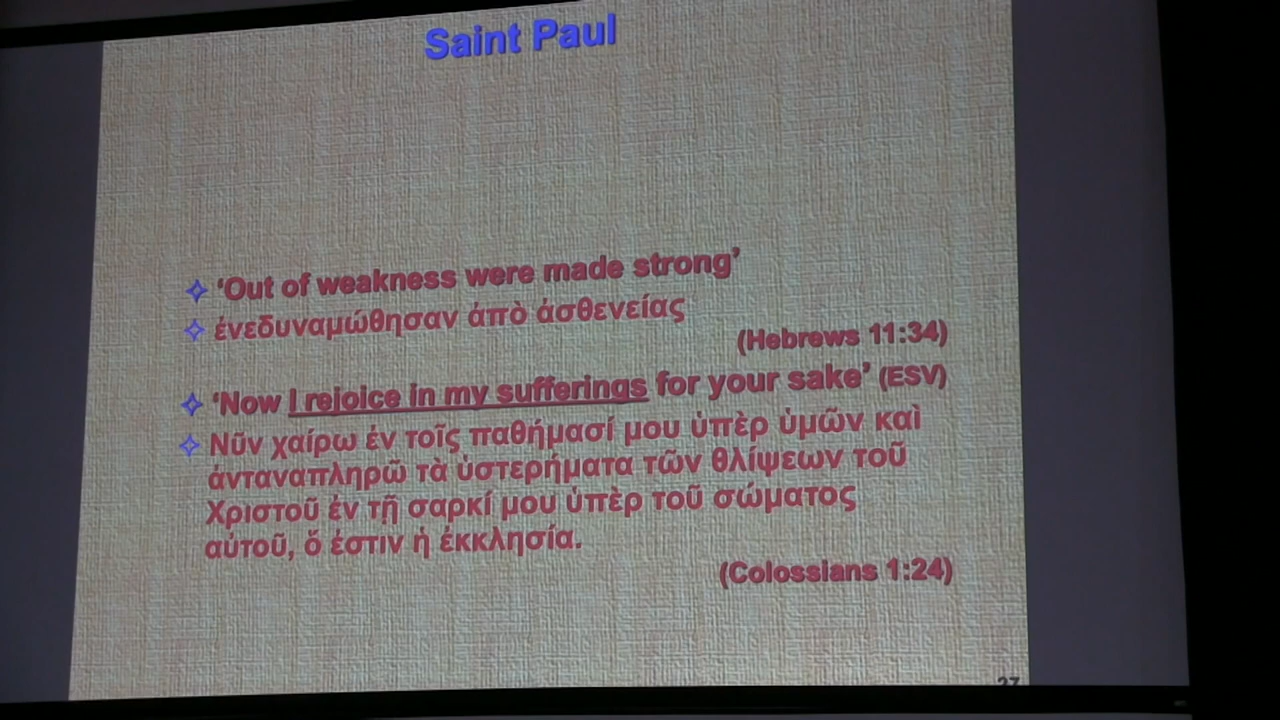 Saint Paul
‘Out of weakness were made strong’
ἐνεδυναμώθησαν ἀπὸ ἀσθενείας
(Hebrews 11:34)
‘Now I rejoice in my sufferings for your sake’ (ESV)
Νῦν χαίρω ἐν τοῖς παθήμασί μου ὑπὲρ ὑμῶν καὶ
ἀνταναπληρῶ τὰ ὑστερήματα τῶν θλίψεων τοῦ
Χριστοῦ ἐν τῇ σαρκί μου ὑπὲρ τοῦ σώματος
αὐτοῦ, ὅ ἐστιν ἡ ἐκκλησία.
(Colossians 1:24)
27